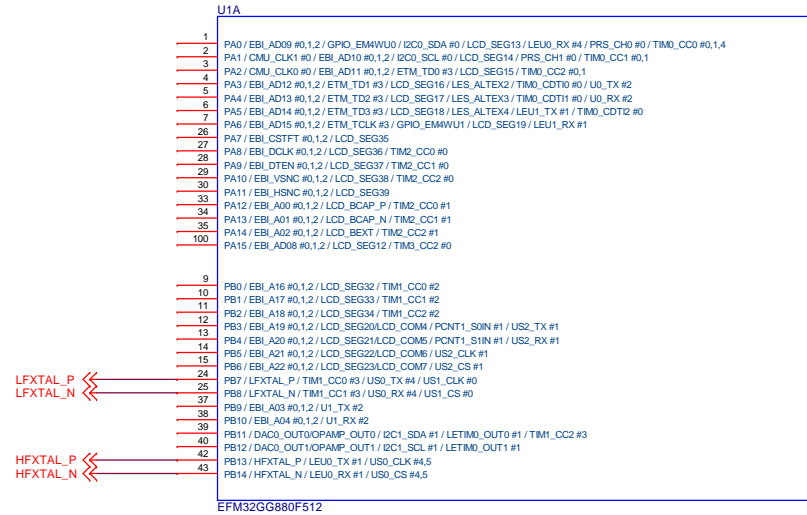 U1A
1 PA0 / EBI_AD09 #0,1,2 / GPIO_EM4WU0 / I2C0_SDA #0 / LCD_SEG13 / LEU0_RX #4 / PRS_CH0 #0 / TIM0_CC0 #0,1,4
2 PA1 / CMU_CLK1 #0 / EBI_AD10 #0,1,2 / I2C0_SCL #0 / LCD_SEG14 / PRS_CH1 #0 / TIM0_CC1 #0,1
3 PA2 / CMU_CLK0 #0 / EBI_AD11 #0,1,2 / ETM_TD0 #3 / LCD_SEG15 / TIM0_CC2 #0,1
4 PA3 / EBI_AD12 #0,1,2 / ETM_TD1 #3 / LCD_SEG16 / LES_ALTEX2 / TIM0_CDTI0 #0 / U0_TX #2
5 PA4 / EBI_AD13 #0,1,2 / ETM_TD2 #3 / LCD_SEG17 / LES_ALTEX3 / TIM0_CDTI1 #0 / U0_RX #2
6 PA5 / EBI_AD14 #0,1,2 / ETM_TD3 #3 / LCD_SEG18 / LES_ALTEX4 / LEU1_TX #1 / TIM0_CDTI2 #0
7 PA6 / EBI_AD15 #0,1,2 / ETM_TCLK #3 / GPIO_EM4WU1 / LCD_SEG19 / LEU1_RX #1
26 PA7 / EBI_CSTFT #0,1,2 / LCD_SEG35
27 PA8 / EBI_DCLK #0,1,2 / LCD_SEG36 / TIM2_CC0 #0
28 PA9 / EBI_DTEN #0,1,2 / LCD_SEG37 / TIM2_CC1 #0
29 PA10 / EBI_VSNC #0,1,2 / LCD_SEG38 / TIM2_CC2 #0
30 PA11 / EBI_HSNC #0,1,2 / LCD_SEG39
33 PA12 / EBI_A00 #0,1,2 / LCD_BCAP_P / TIM2_CC0 #1
34 PA13 / EBI_A01 #0,1,2 / LCD_BCAP_N / TIM2_CC1 #1
35 PA14 / EBI_A02 #0,1,2 / LCD_BEXT / TIM2_CC2 #1
100 PA15 / EBI_AD08 #0,1,2 / LCD_SEG12 / TIM3_CC2 #0
9 PB0 / EBI_A16 #0,1,2 / LCD_SEG32 / TIM1_CC0 #2
10 PB1 / EBI_A17 #0,1,2 / LCD_SEG33 / TIM1_CC1 #2
11 PB2 / EBI_A18 #0,1,2 / LCD_SEG34 / TIM1_CC2 #2
12 PB3 / EBI_A19 #0,1,2 / LCD_SEG20/LCD_COM4 / PCNT1_S0IN #1 / US2_TX #1
13 PB4 / EBI_A20 #0,1,2 / LCD_SEG21/LCD_COM5 / PCNT1_S1IN #1 / US2_RX #1
14 PB5 / EBI_A21 #0,1,2 / LCD_SEG22/LCD_COM6 / US2_CLK #1
15 PB6 / EBI_A22 #0,1,2 / LCD_SEG23/LCD_COM7 / US2_CS #1
LFXTAL_P 24 PB7 / LFXTAL_P / TIM1_CC0 #3 / US0_TX #4 / US1_CLK #0
LFXTAL_N 25 PB8 / LFXTAL_N / TIM1_CC1 #3 / US0_RX #4 / US1_CS #0
37 PB9 / EBI_A03 #0,1,2 / U1_TX #2
38 PB10 / EBI_A04 #0,1,2 / U1_RX #2
39 PB11 / DAC0_OUT0/OPAMP_OUT0 / I2C1_SDA #1 / LETIM0_OUT0 #1 / TIM1_CC2 #3
40 PB12 / DAC0_OUT1/OPAMP_OUT1 / I2C1_SCL #1 / LETIM0_OUT1 #1
HFXTAL_P 42 PB13 / HFXTAL_P / LEU0_TX #1 / US0_CLK #4,5
HFXTAL_N 43 PB14 / HFXTAL_N / LEU0_RX #1 / US0_CS #4,5
EFM32GG880F512